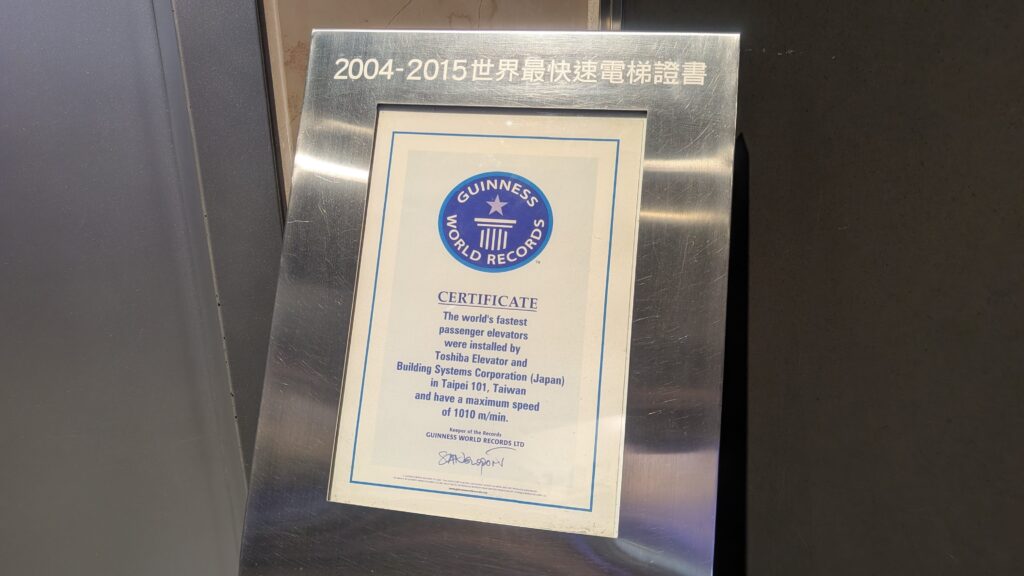 2004-2015世界最快速電梯證書
GUINNESS
WORLD RECORDS
™
CERTIFICATE
The world's fastest
passenger elevators
were installed by
Toshiba Elevator and
Building Systems Corporation (Japan)
in Taipei 101, Taiwan
and have a maximum speed
of 1010 m/min.
Keeper of the Records
GUINNESS WORLD RECORDS LTD